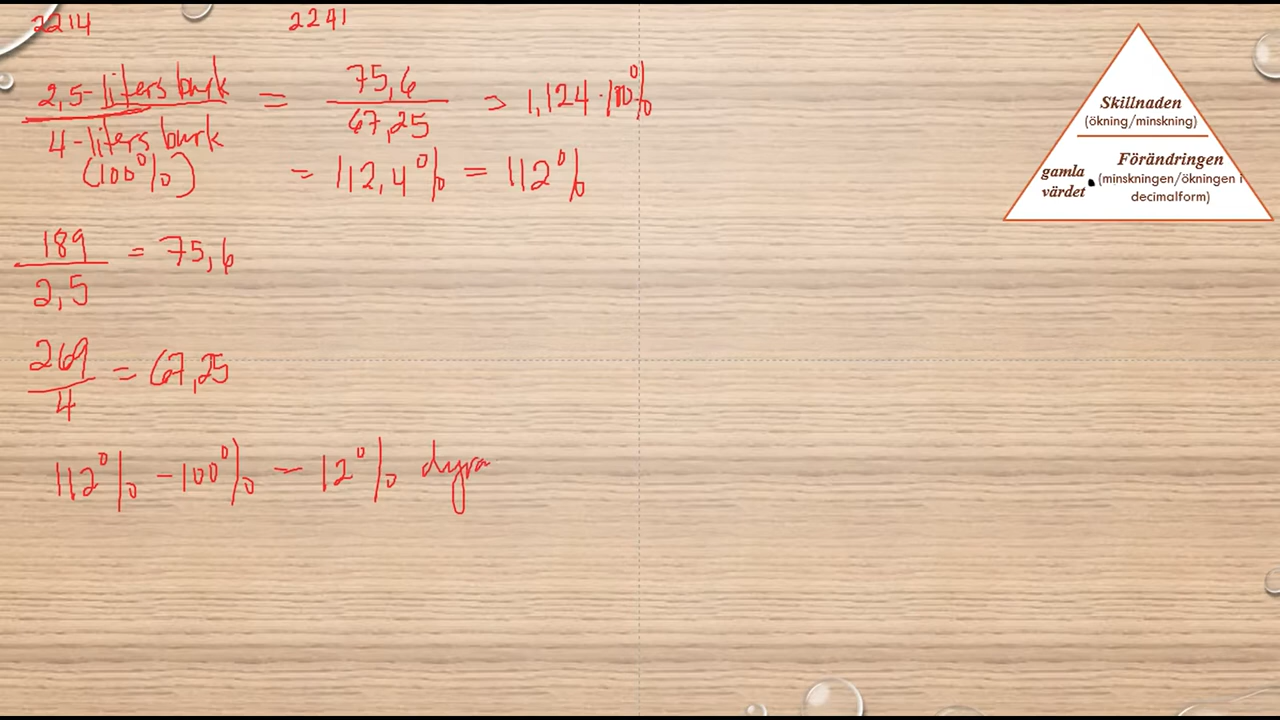 2214 2241
2,5-liters burk / 4-liters burk (100%) = 75,6 / 67,25 = 1,124 · 100%
= 112,4% = 112%
189 / 2,5 = 75,6
269 / 4 = 67,25
112% - 100% = 12% dyra
Skillnaden
(ökning/minskning)
gamla värdet
·
Förändringen
(minskningen/ökningen i
decimalform)